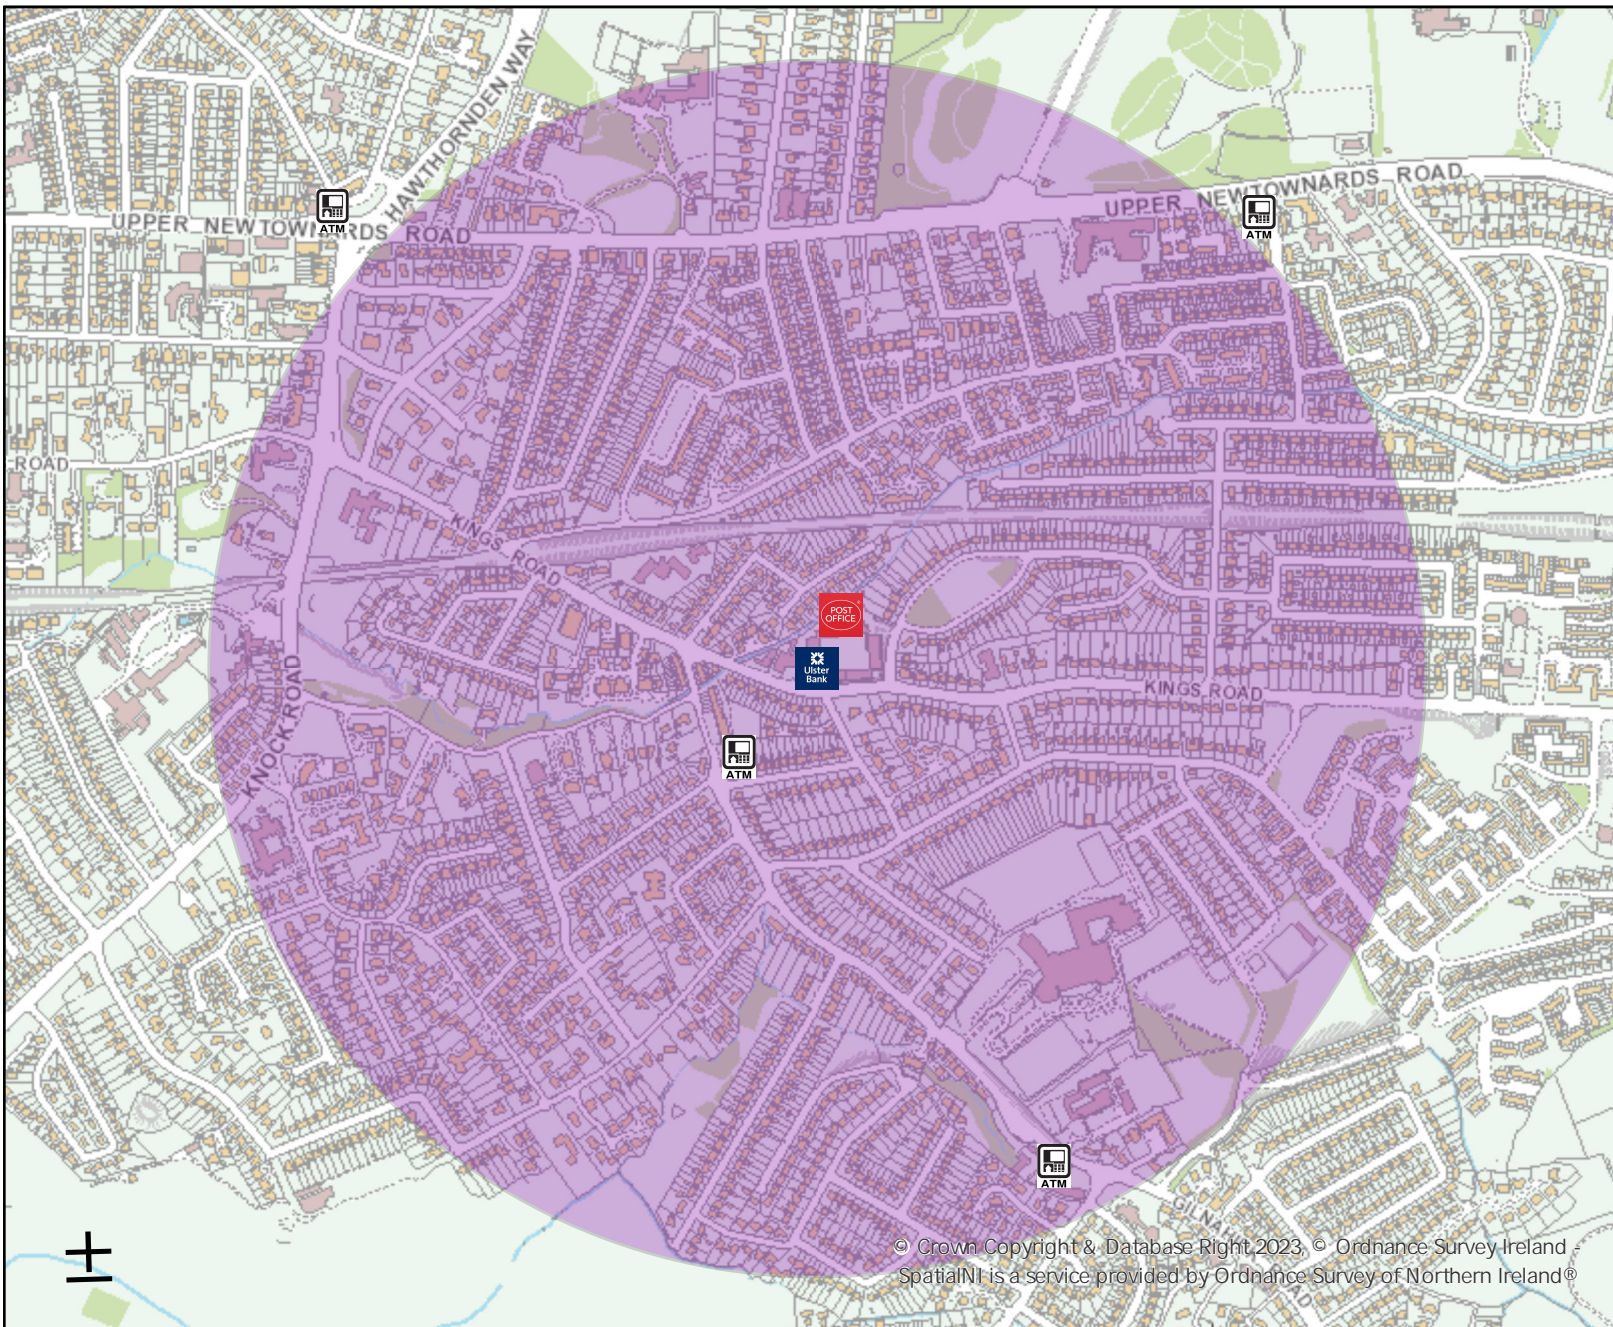 HAWTHORNDEN WAY
ATM
UPPER NEWTOWNARDS ROAD
UPPER NEWTOWNARDS ROAD
ATM
ROAD
KINGS ROAD
POST
OFFICE
Ulster
Bank
KINGS ROAD
KNOCK ROAD
ATM
ATM
© Crown Copyright & Database Right 2023, © Ordnance Survey Ireland -
SpatialNI is a service provided by Ordnance Survey of Northern Ireland®